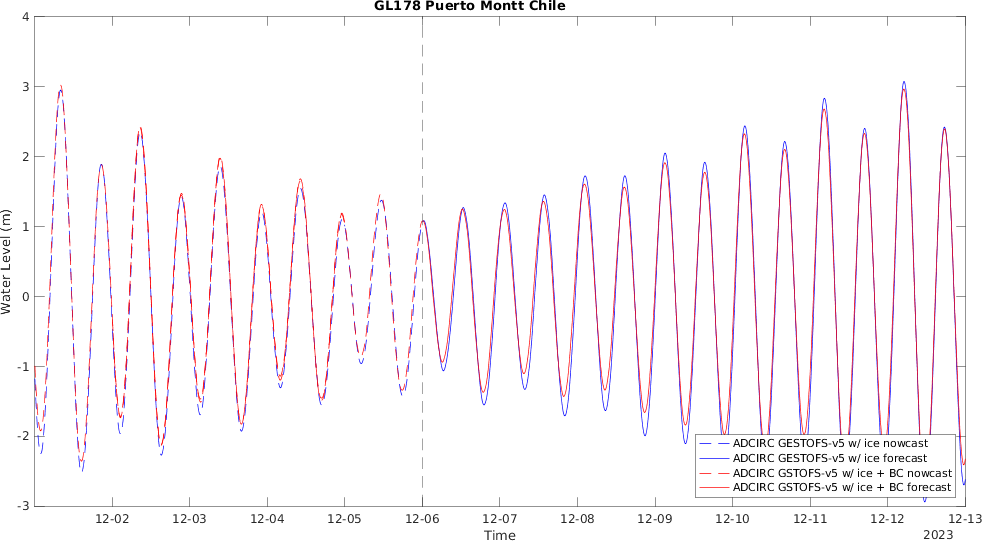 GL178 Puerto Montt Chile
4
3
2
1
0
-1
-2
-3
Water Level (m)
ADCIRC GESTOFS-v5 w/ ice nowcast
ADCIRC GESTOFS-v5 w/ ice forecast
ADCIRC GSTOFS-v5 w/ ice + BC nowcast
ADCIRC GSTOFS-v5 w/ ice + BC forecast
12-02 12-03 12-04 12-05 12-06 12-07 12-08 12-09 12-10 12-11 12-12 12-13
Time
2023